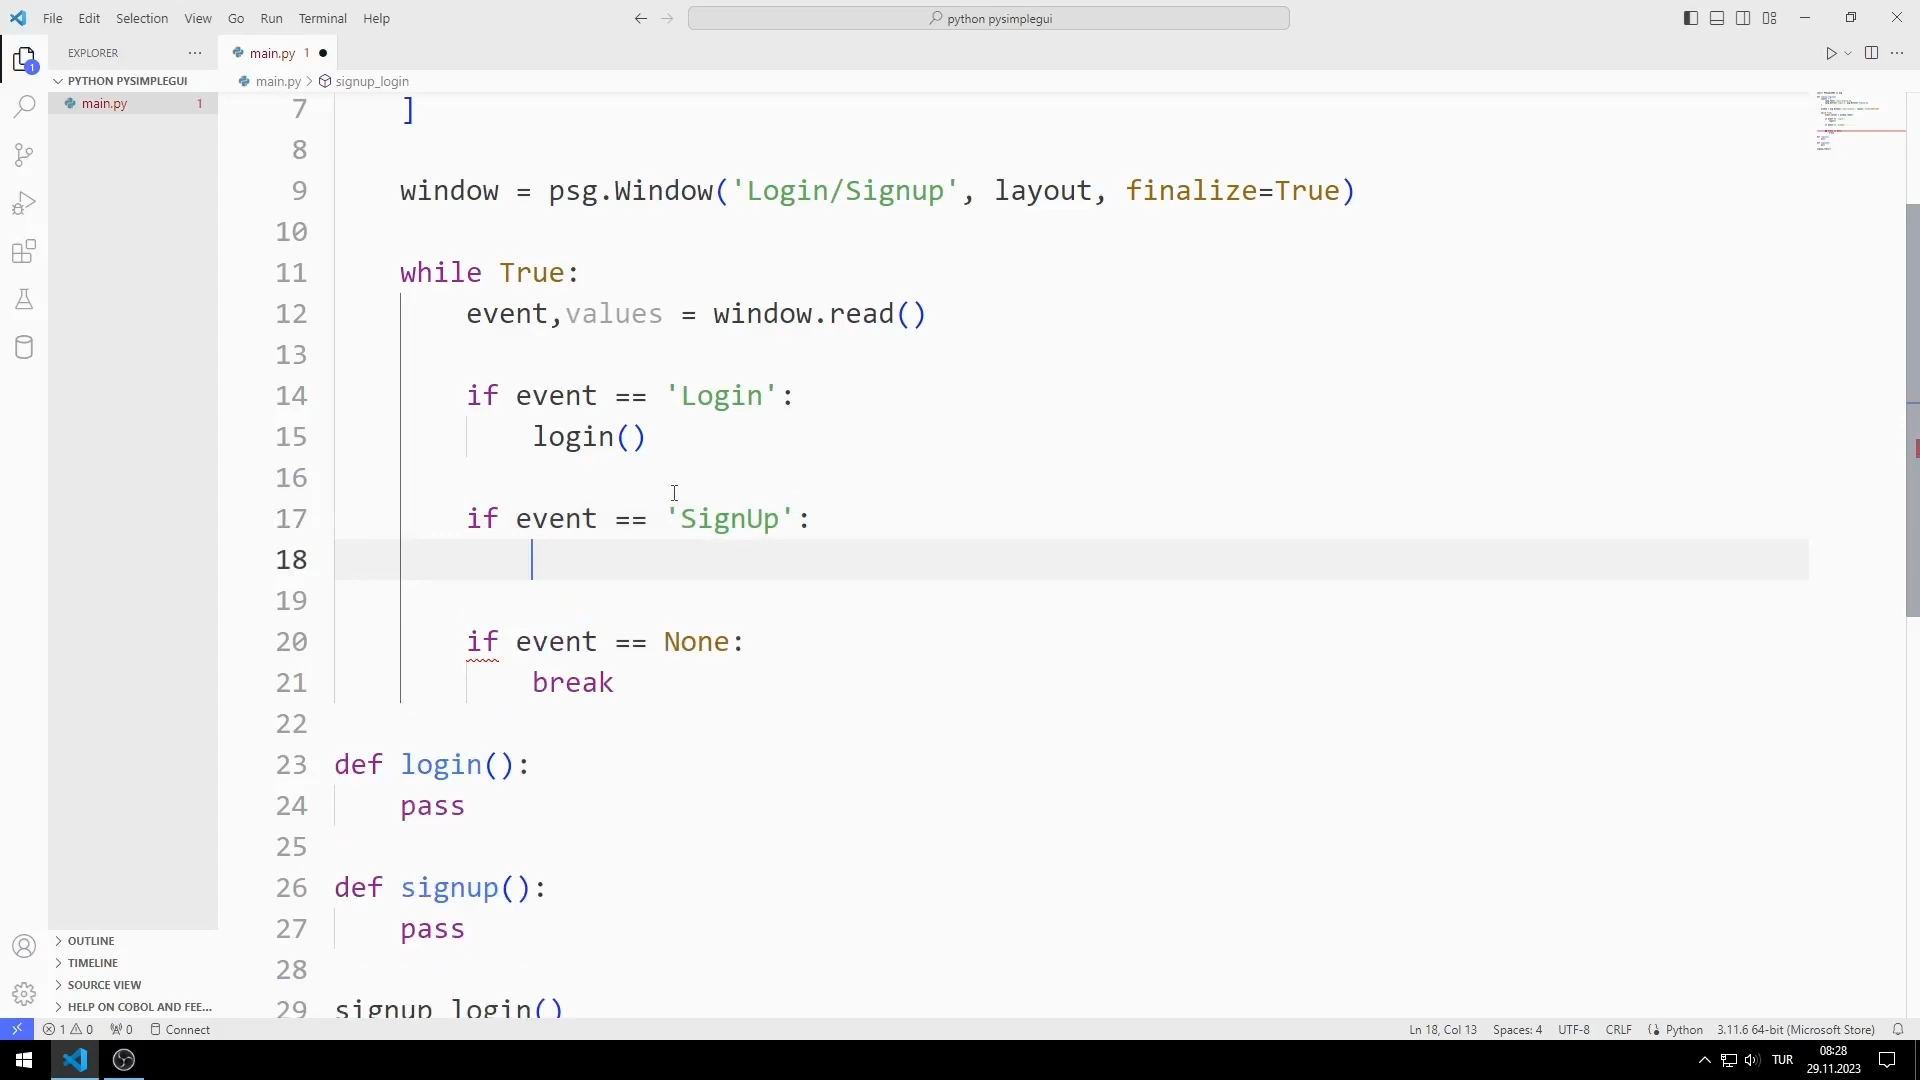 File Edit Selection View Go Run Terminal Help
python pysimplegui
EXPLORER
main.py 1
main.py > signup_login
PYTHON PYSIMPLEGUI
main.py 1
1
7 ]
8
9 window = psg.Window('Login/Signup', layout, finalize=True)
10
11 while True:
12 event,values = window.read()
13
14 if event == 'Login':
15 login()
16
17 if event == 'SignUp':
18
19
20 if event == None:
21 break
22
23 def login():
24 pass
25
26 def signup():
27 pass
28
29 signup_login()
OUTLINE
TIMELINE
SOURCE VIEW
HELP ON COBOL AND FEE...
1 0 0 Connect
Ln 18, Col 13 Spaces: 4 UTF-8 CRLF Python 3.11.6 64-bit (Microsoft Store)
TUR
08:28
29.11.2023